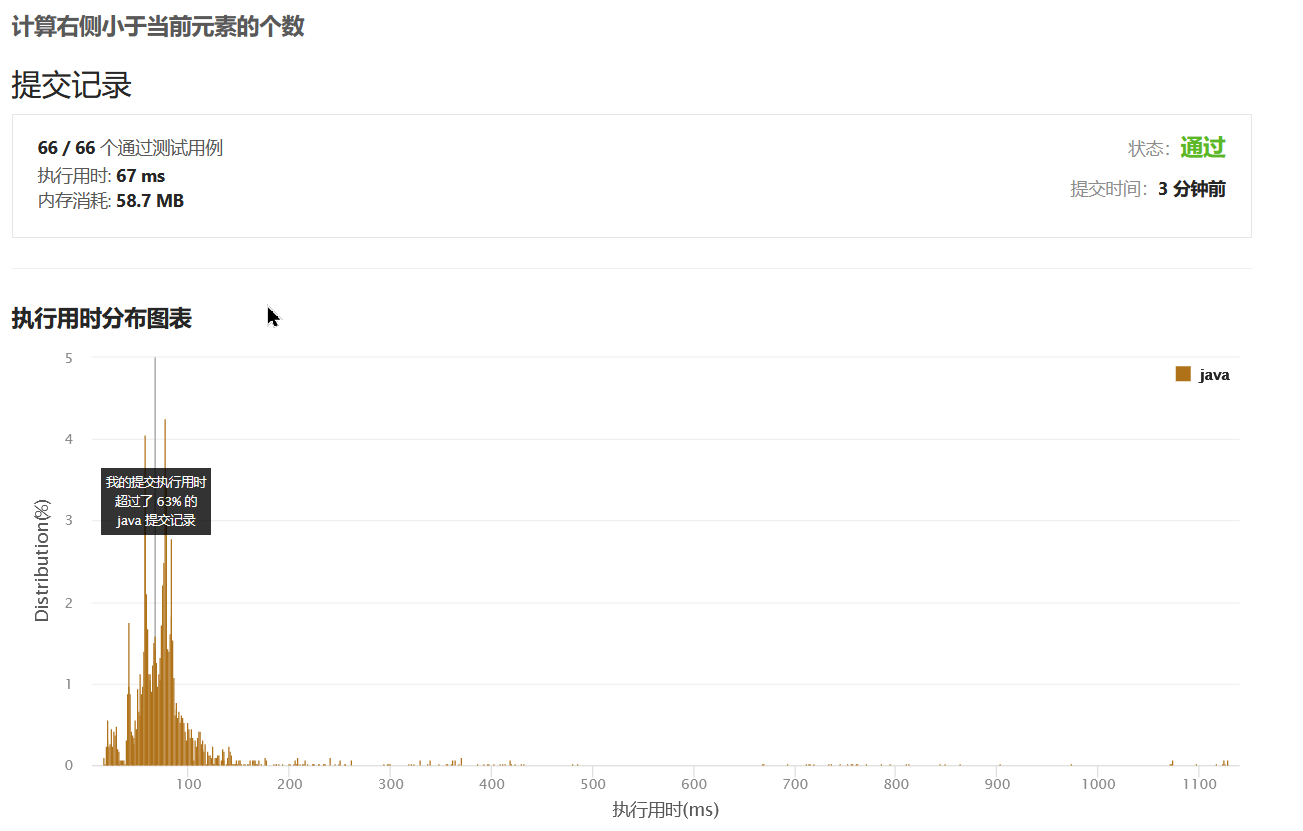 计算右侧小于当前元素的个数
提交记录
66 / 66 个通过测试用例
状态：通过
执行用时: 67 ms
提交时间：3 分钟前
内存消耗: 58.7 MB
执行用时分布图表
java
5
4
3
2
1
0
Distribution(%)
我的提交执行用时
超过了 63% 的
java 提交记录
100 200 300 400 500 600 700 800 900 1000 1100
执行用时(ms)